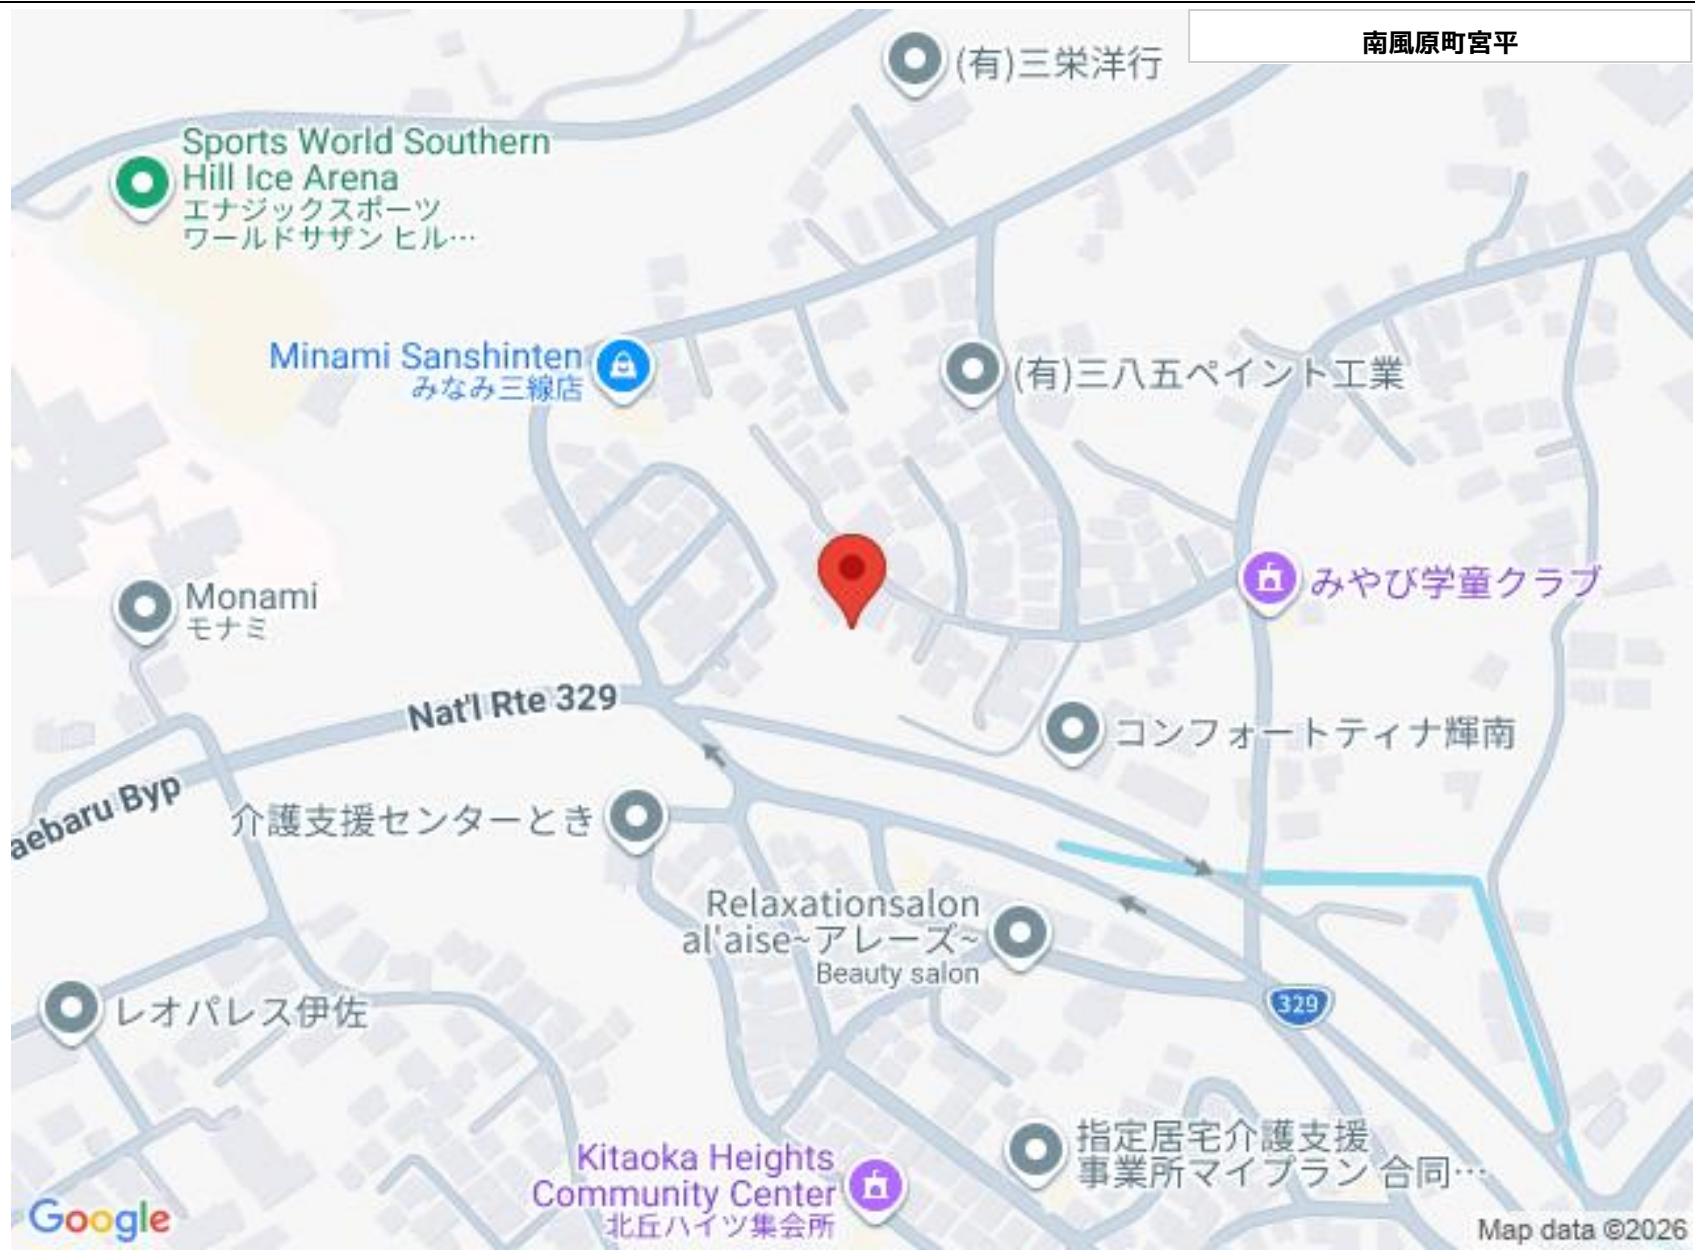 南風原町宮平
(有)三栄洋行
Sports World Southern
Hill Ice Arena
エナジックスポーツ
ワールドサザン ヒル…
Minami Sanshinten
みなみ三線店
(有)三八五ペイント工業
Monami
モナミ
みやび学童クラブ
Nat'l Rte 329
コンフォートティナ輝南
aebaru Byp
介護支援センターとき
Relaxationsalon
al'aise~アレーズ~
Beauty salon
レオパレス伊佐
329
指定居宅介護支援
事業所マイプラン 合同…
Kitaoka Heights
Community Center
北丘ハイツ集会所
Google
Map data ©2026